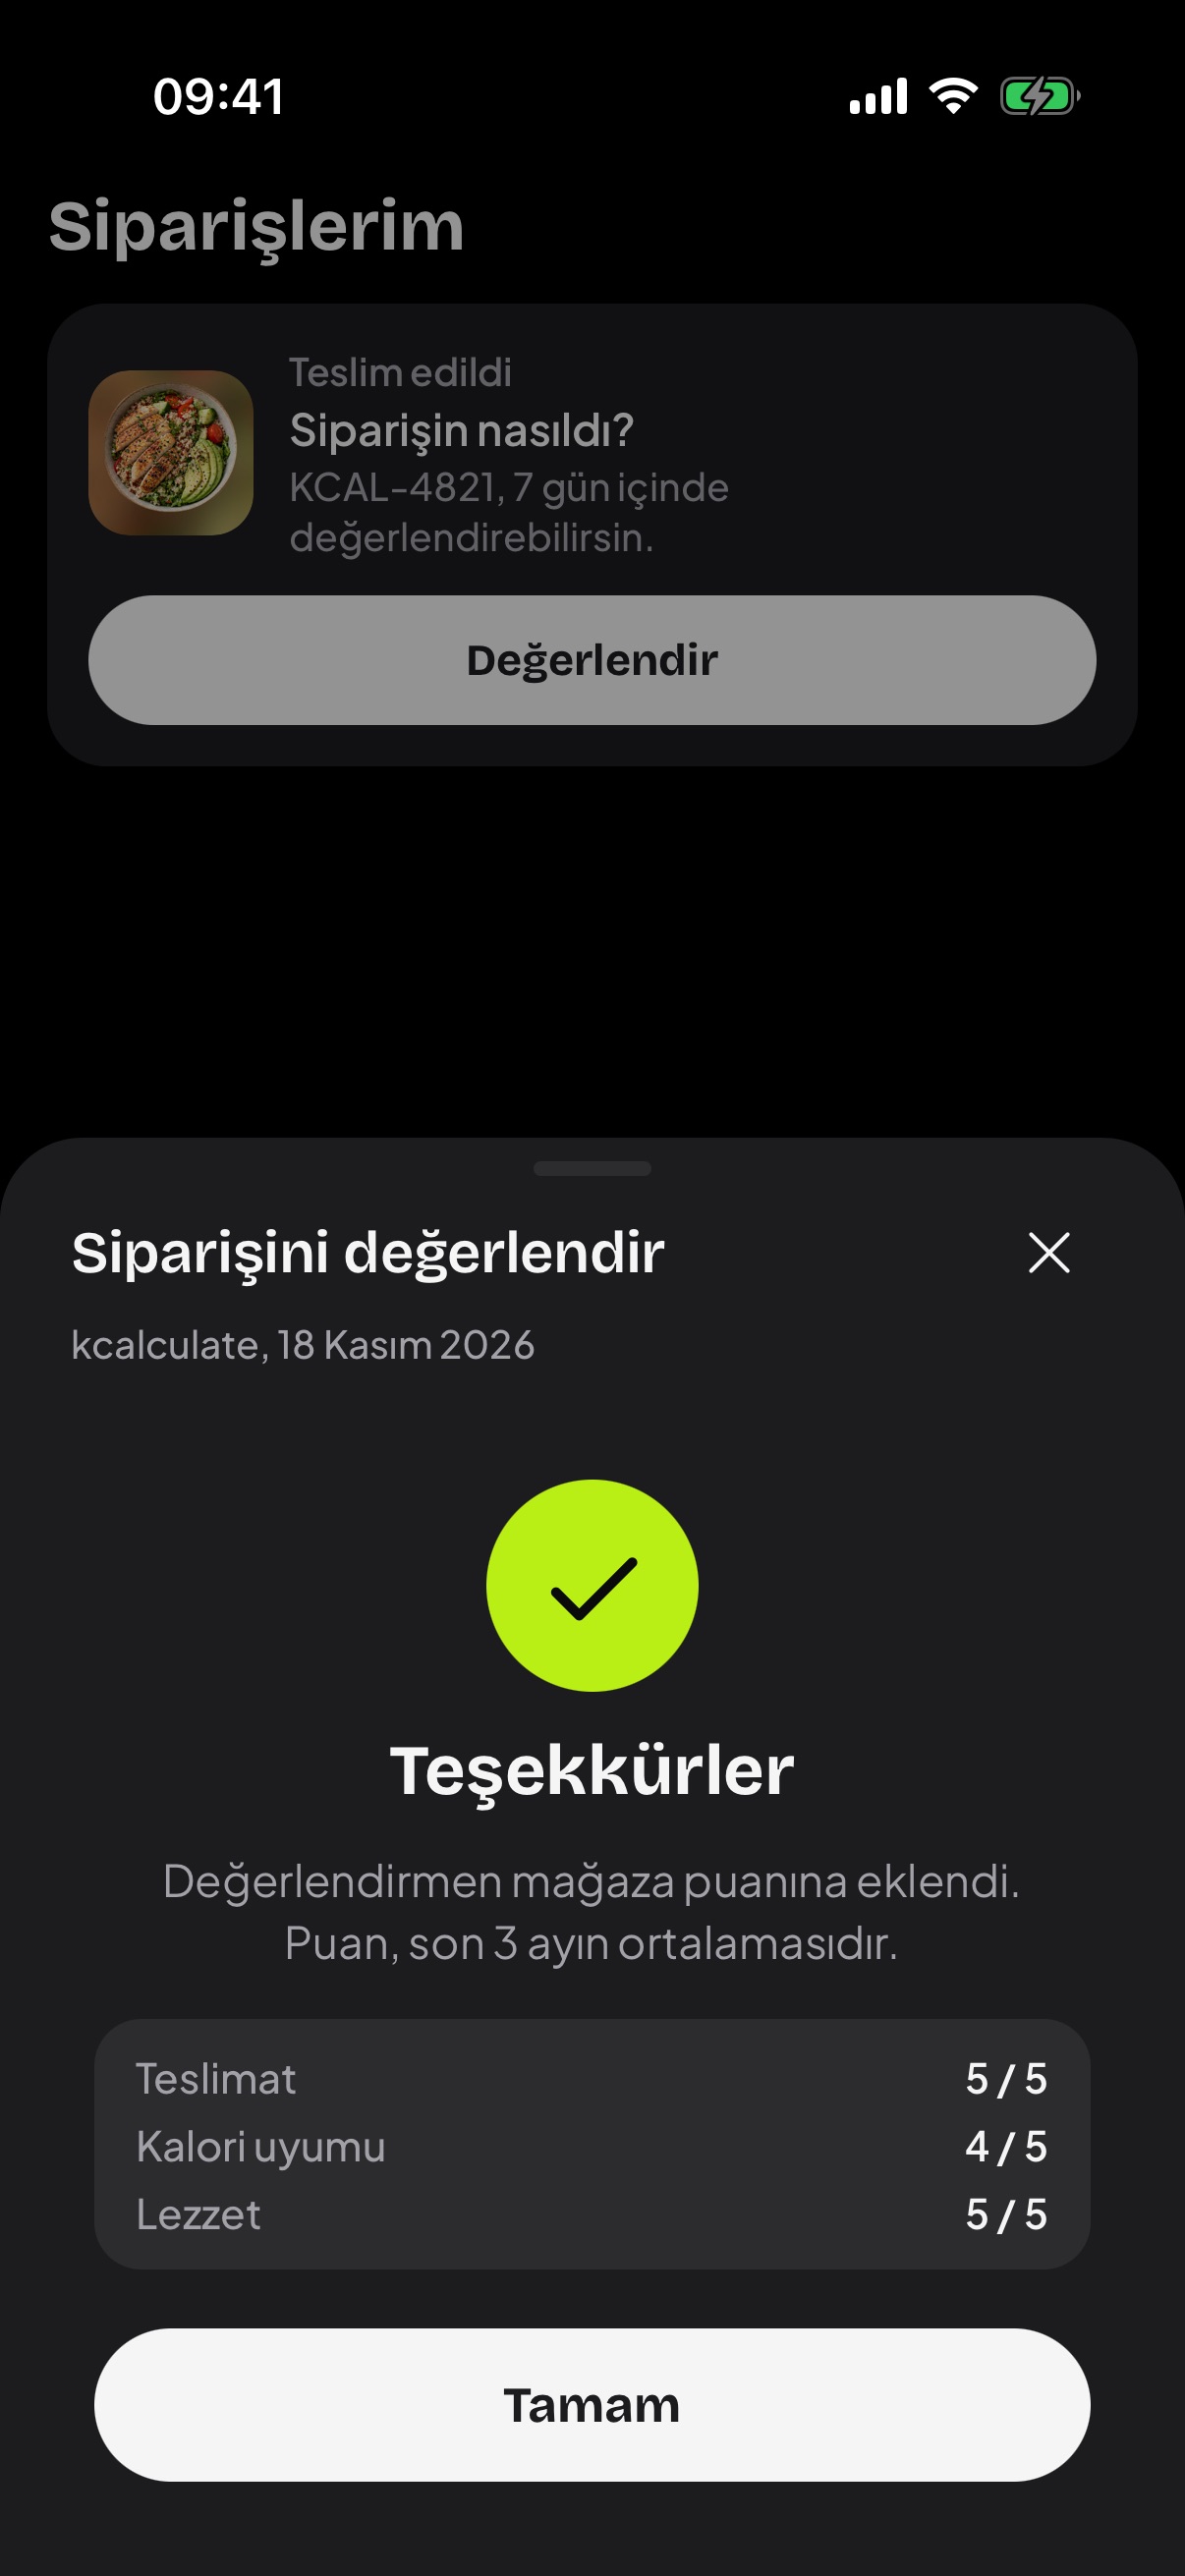 09:41
Siparişlerim
Teslim edildi
Siparişin nasıldı?
KCAL-4821, 7 gün içinde
değerlendirebilirsin.
Değerlendir
Siparişini değerlendir
kcalculate, 18 Kasım 2026
Teşekkürler
Değerlendirmen mağaza puanına eklendi.
Puan, son 3 ayın ortalamasıdır.
Teslimat 5 / 5
Kalori uyumu 4 / 5
Lezzet 5 / 5
Tamam